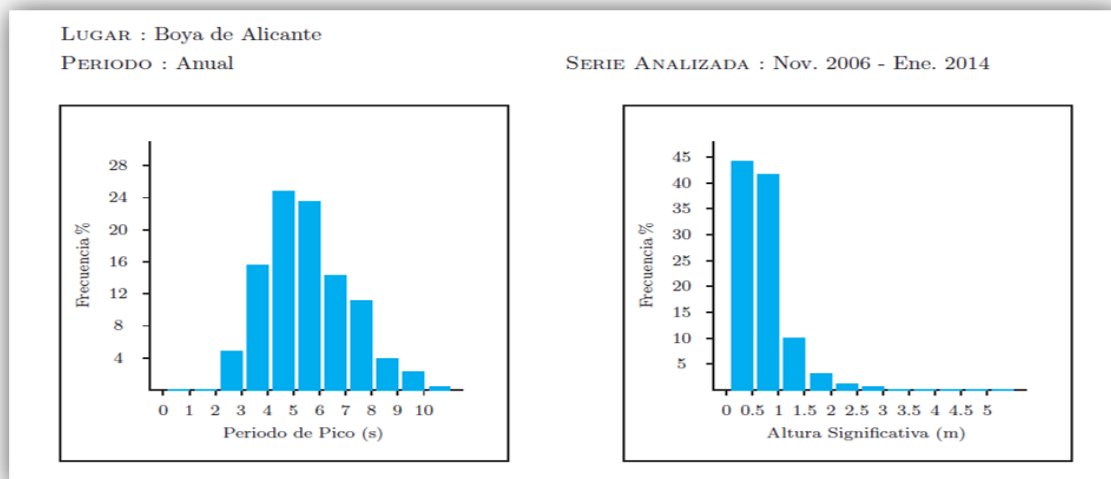 LUGAR : Boya de Alicante
PERIODO : Anual
SERIE ANALIZADA : Nov. 2006 - Ene. 2014
28
24
20
16
12
8
4
Frecuencia %
0 1 2 3 4 5 6 7 8 9 10
Periodo de Pico (s)
45
40
35
30
25
20
15
10
5
Frecuencia %
0 0.5 1 1.5 2 2.5 3 3.5 4 4.5 5
Altura Significativa (m)